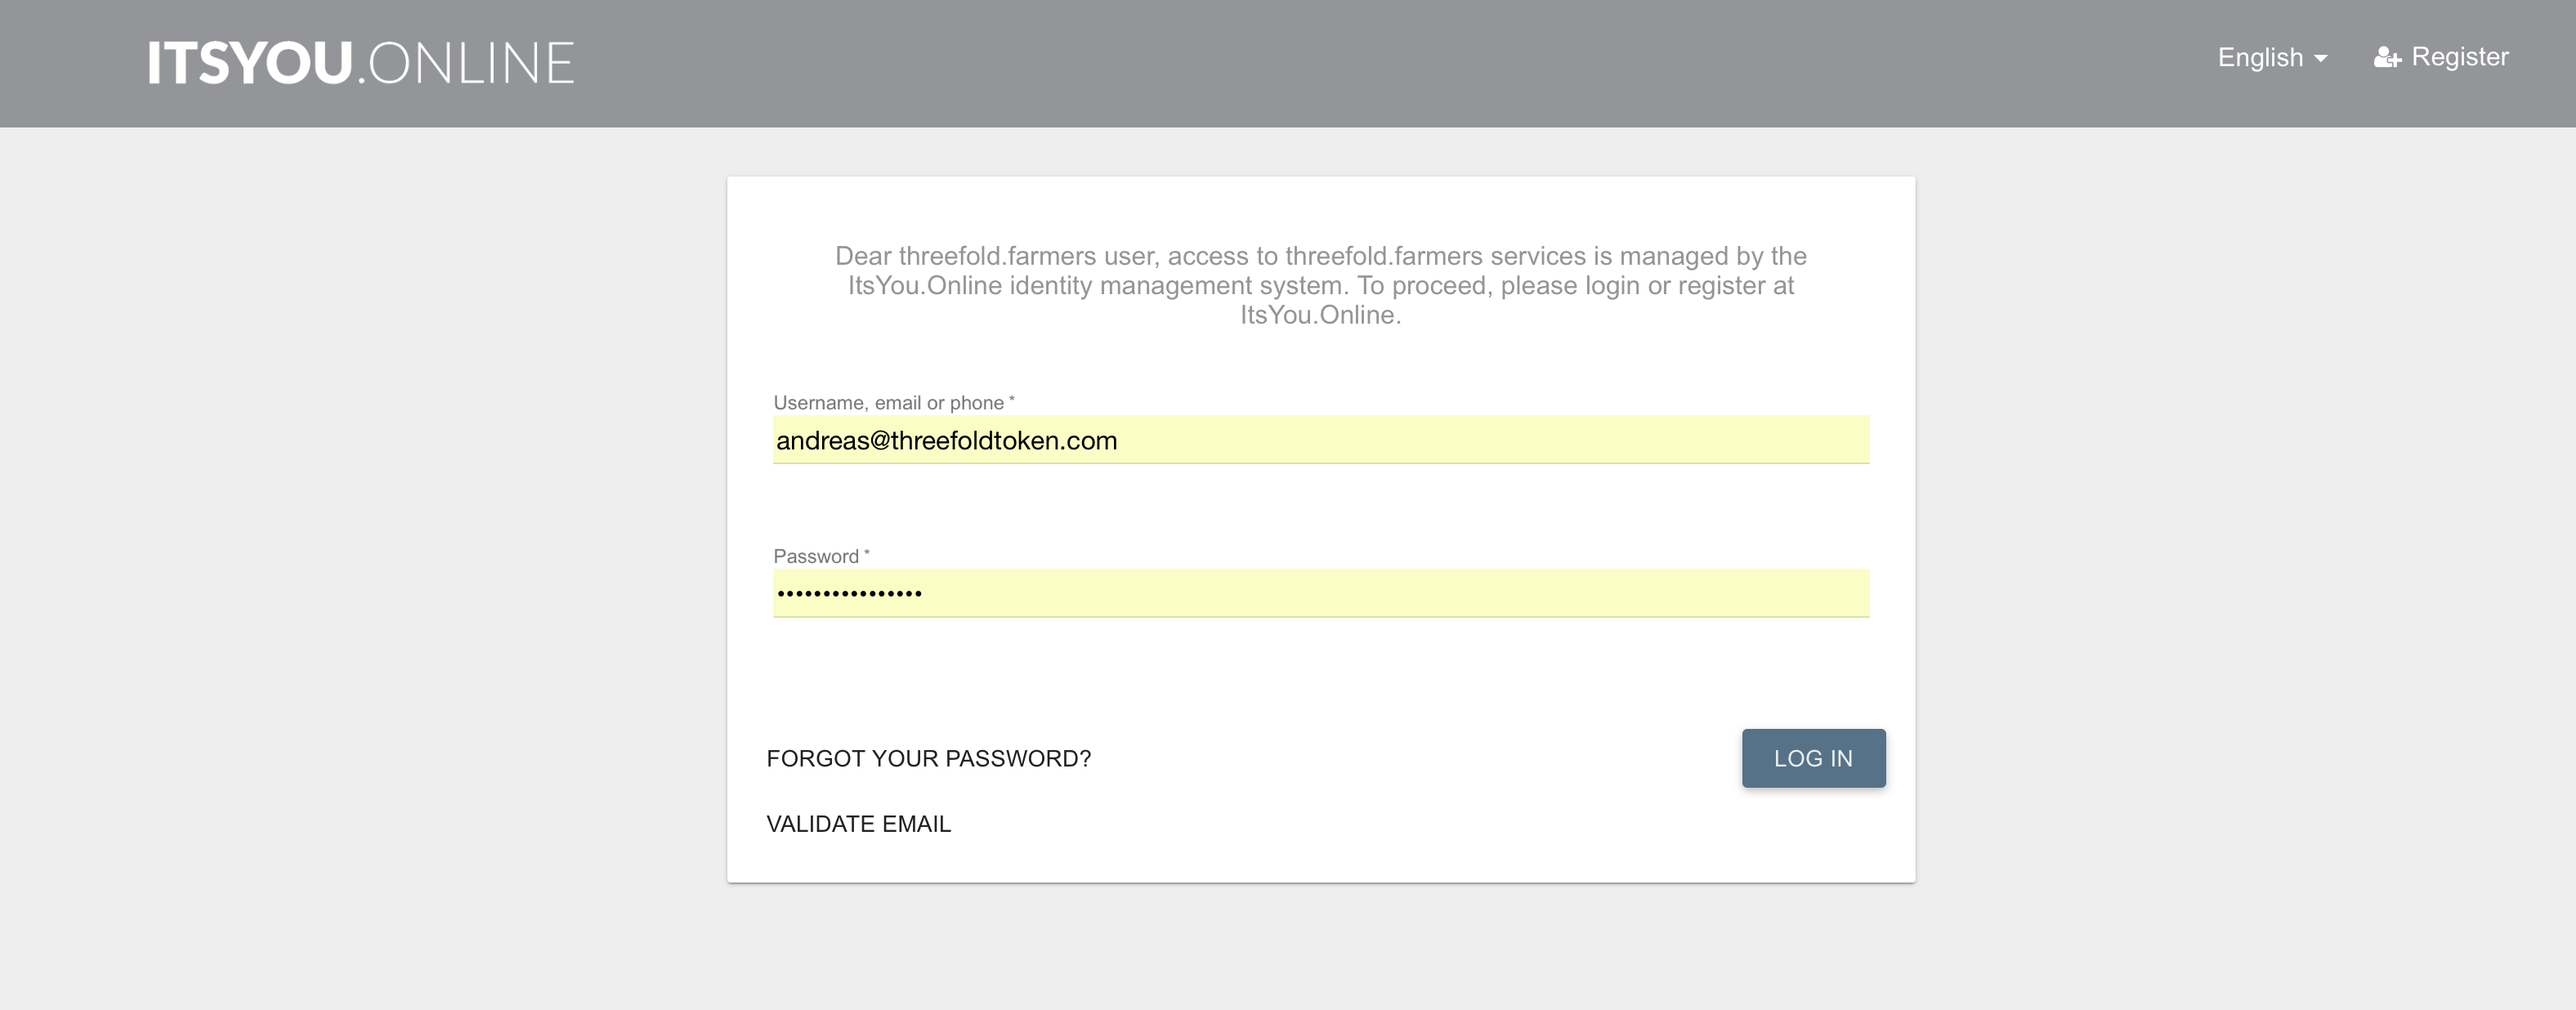 ITSYOU.ONLINE
English
Register
Dear threefold.farmers user, access to threefold.farmers services is managed by the
ItsYou.Online identity management system. To proceed, please login or register at
ItsYou.Online.
Username, email or phone *
andreas@threefoldtoken.com
Password *
••••••••••••••••
FORGOT YOUR PASSWORD?
LOG IN
VALIDATE EMAIL